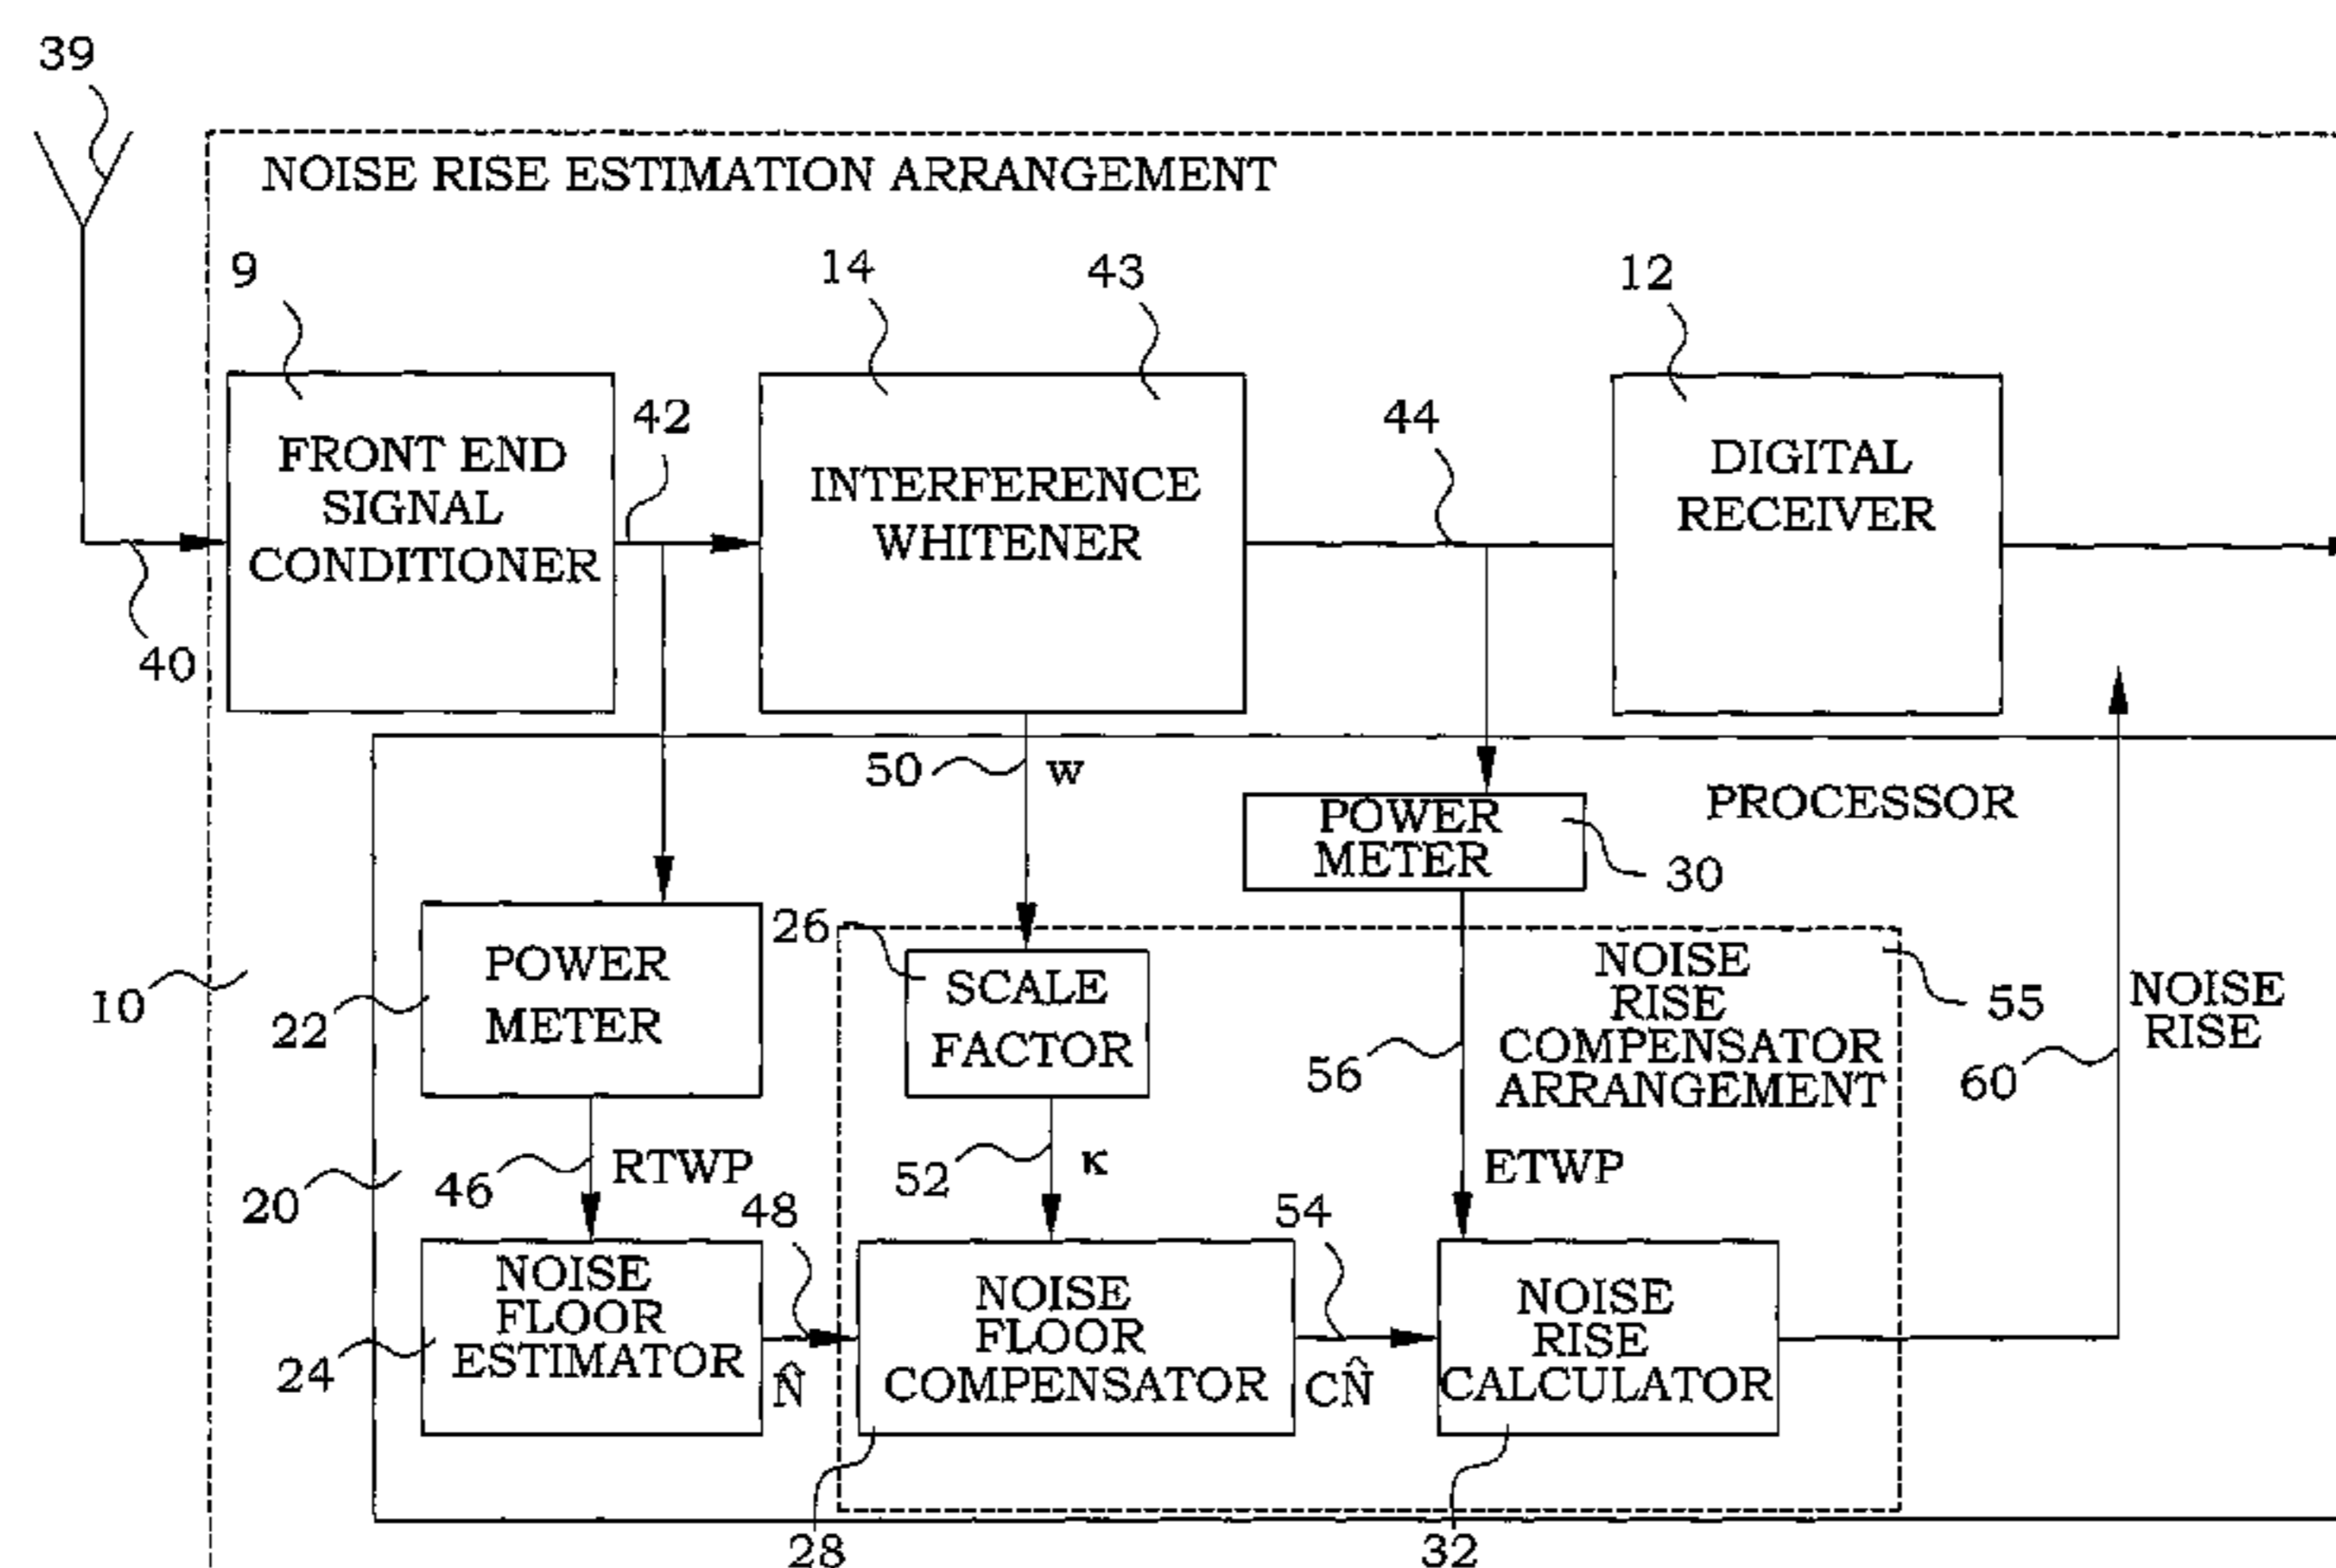 39
NOISE RISE ESTIMATION ARRANGEMENT
9
14
43
12
42
44
FRONT END
SIGNAL
CONDITIONER
INTERFERENCE
WHITENER
DIGITAL
RECEIVER
40
50
w
PROCESSOR
POWER
METER
30
26
POWER
METER
22
10
SCALE
FACTOR
NOISE
RISE
COMPENSATOR
ARRANGEMENT
55
56
NOISE
RISE
60
46
RTWP
20
52
κ
ETWP
48
54
NOISE
FLOOR
ESTIMATOR
24
N̂
NOISE
FLOOR
COMPENSATOR
CN̂
NOISE
RISE
CALCULATOR
28
32